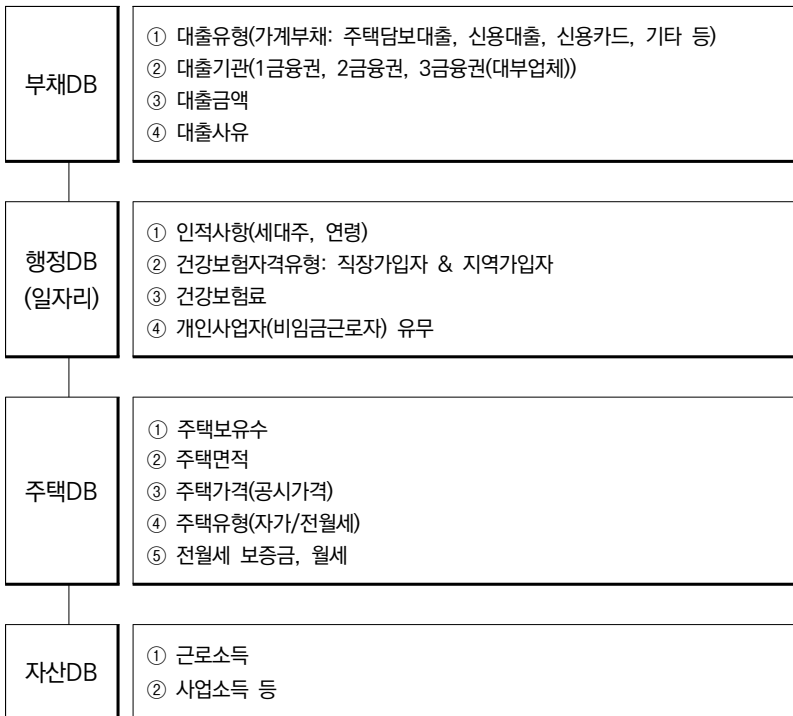 부채DB
① 대출유형(가계부채: 주택담보대출, 신용대출, 신용카드, 기타 등)
② 대출기관(1금융권, 2금융권, 3금융권(대부업체))
③ 대출금액
④ 대출사유
행정DB
(일자리)
① 인적사항(세대주, 연령)
② 건강보험자격유형: 직장가입자 & 지역가입자
③ 건강보험료
④ 개인사업자(비임금근로자) 유무
주택DB
① 주택보유수
② 주택면적
③ 주택가격(공시가격)
④ 주택유형(자가/전월세)
⑤ 전월세 보증금, 월세
자산DB
① 근로소득
② 사업소득 등